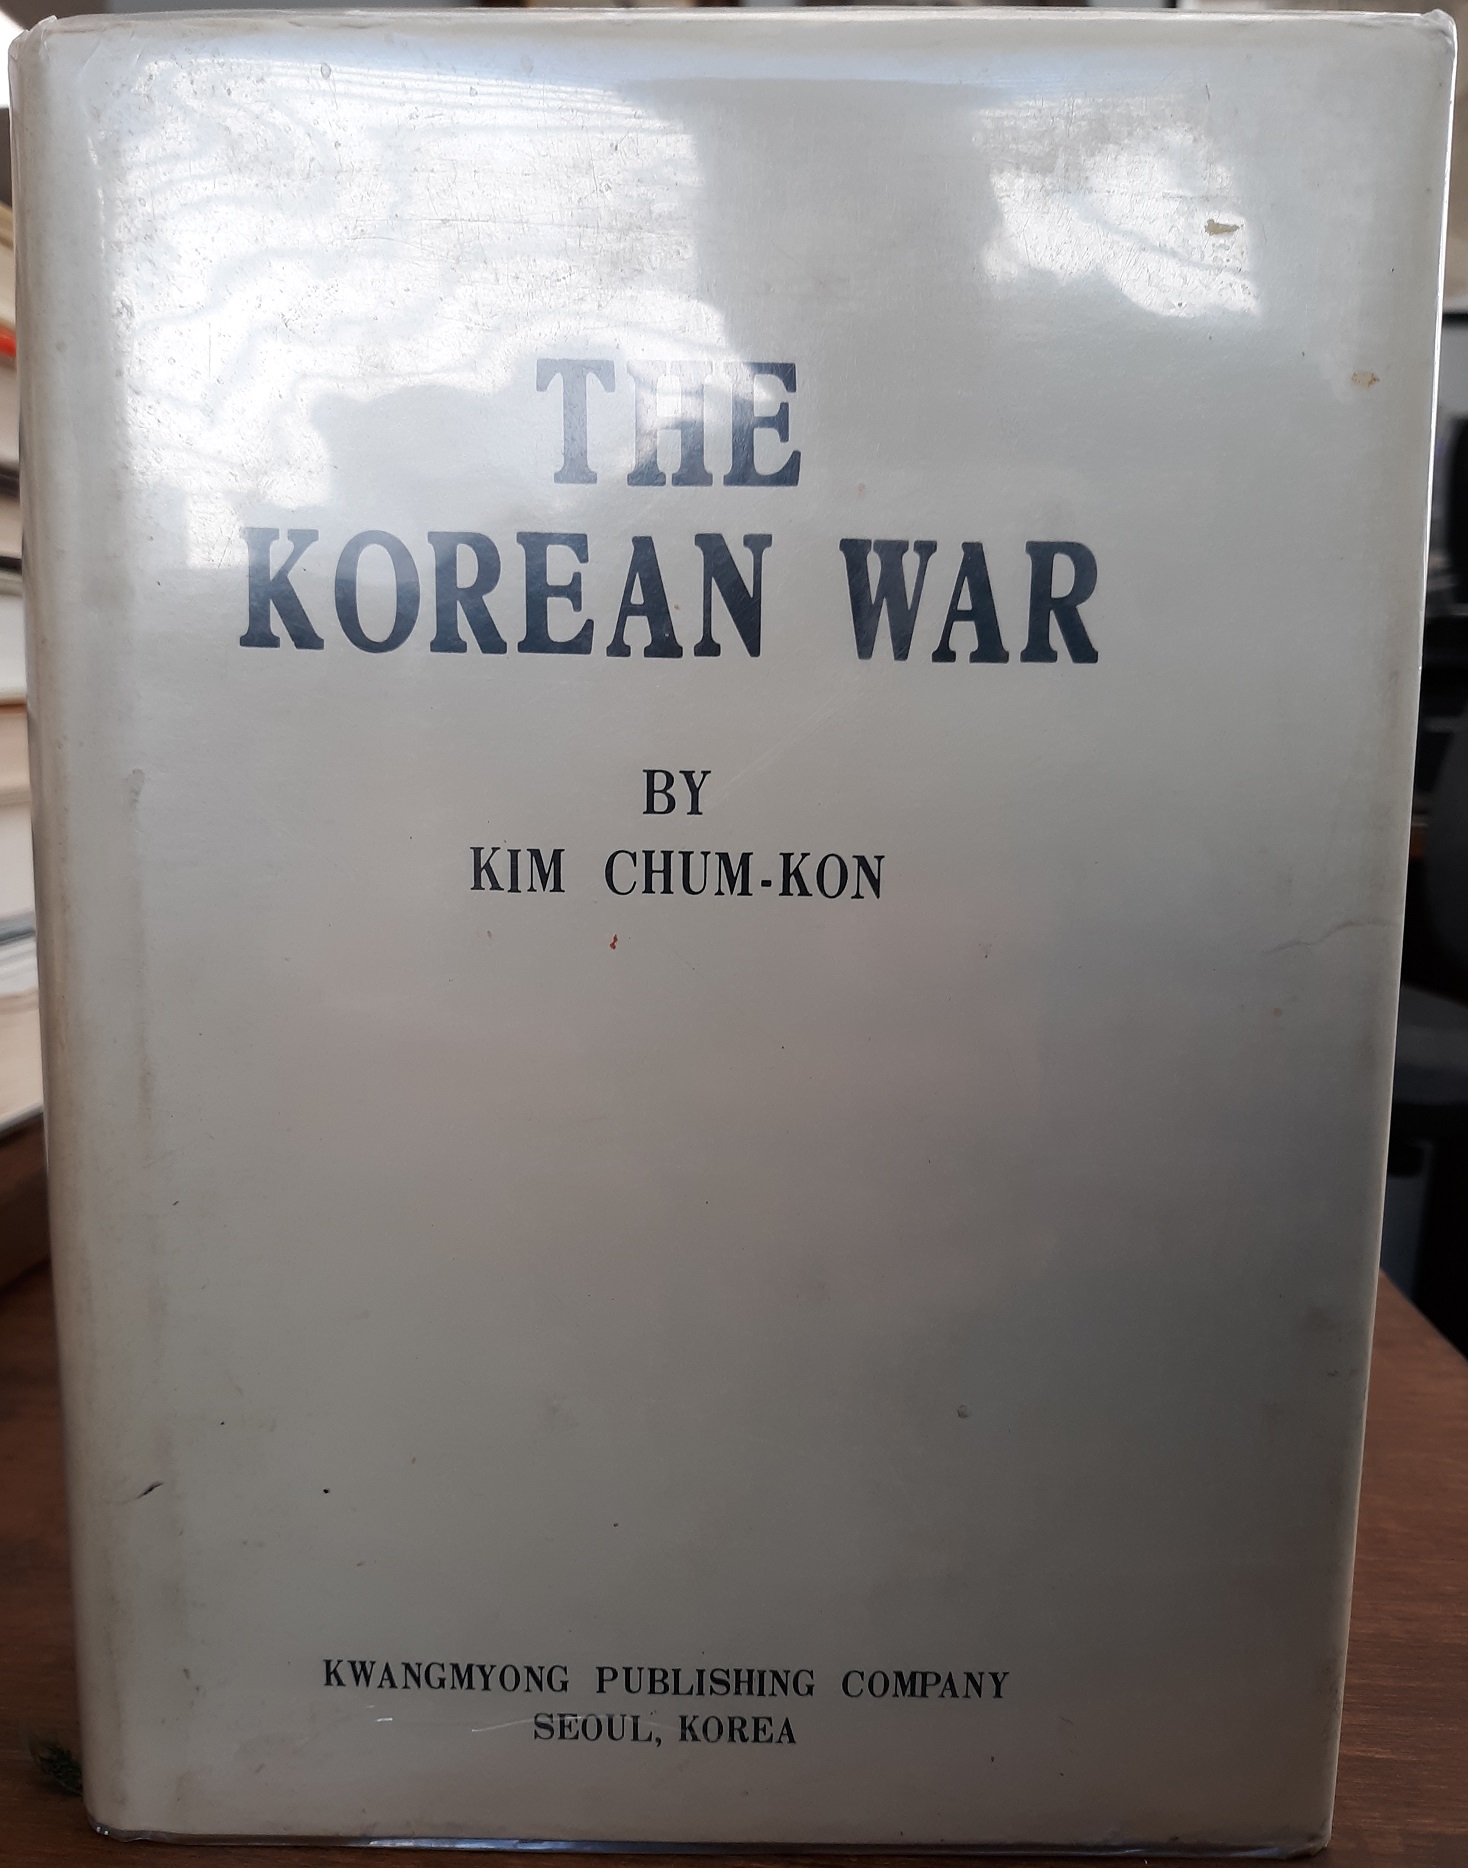 THE
KOREAN WAR
BY
KIM CHUM-KON
KWANGMYONG PUBLISHING COMPANY
SEOUL, KOREA